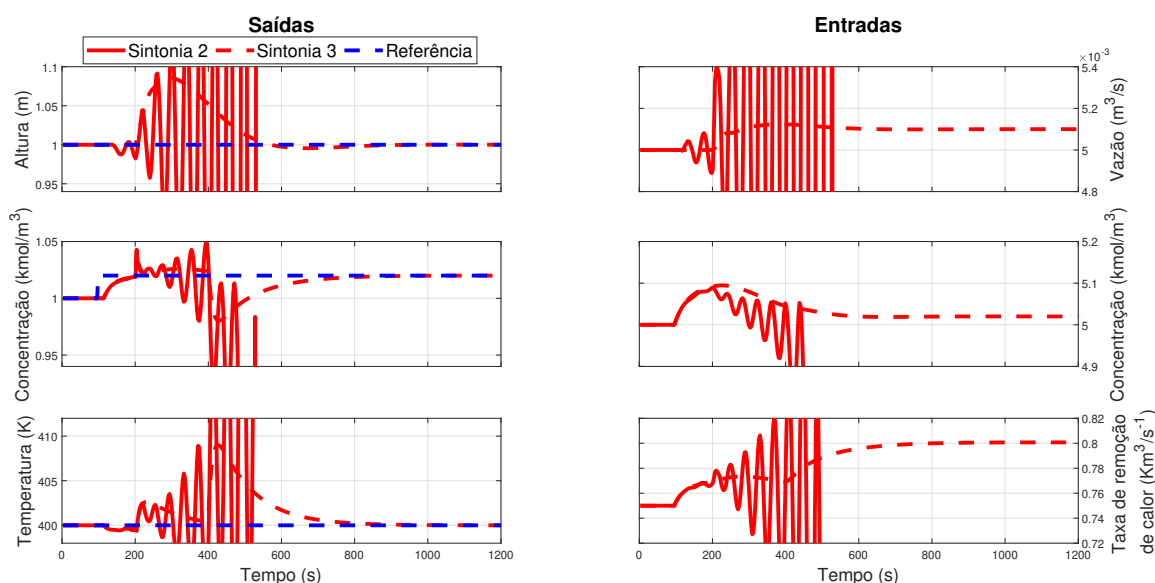 Saídas
Sintonia 2
Sintonia 3
Referência
1.1
1.05
1
0.95
Altura (m)
1.05
1
0.95
Concentração (kmol/m³)
410
400
Temperatura (K)
0
200
400
600
800
1000
1200
Tempo (s)
Entradas
×10⁻³
5.4
5.2
5
4.8
Vazão (m³/s)
5.2
5.1
5
4.9
Concentração (kmol/m³)
0.82
0.8
0.78
0.76
0.74
0.72
Taxa de remoção
de calor (Km³/s⁻¹)
0
200
400
600
800
1000
1200
Tempo (s)